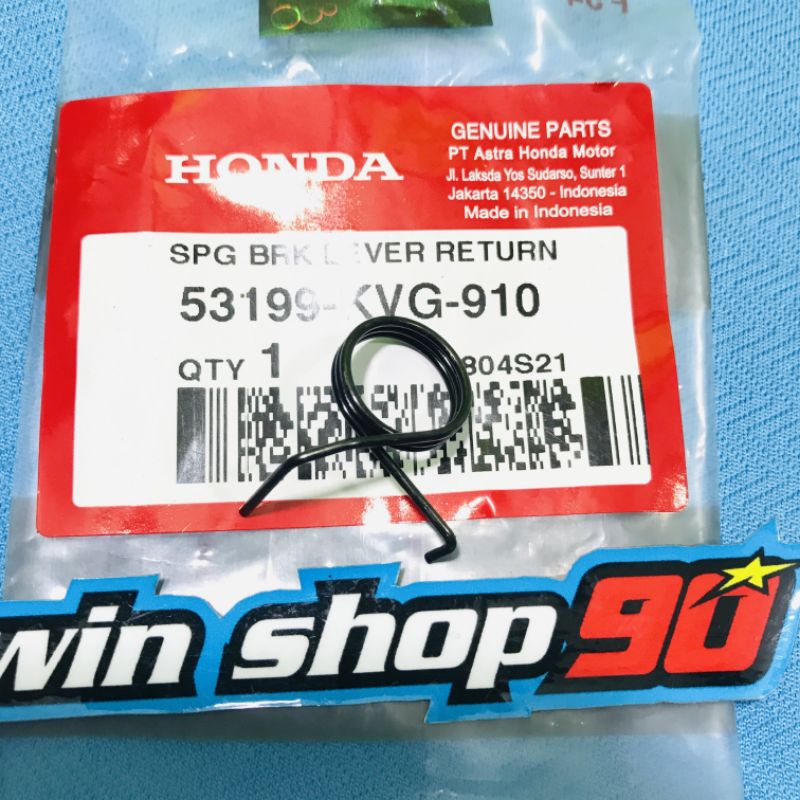 HONDA
GENUINE PARTS
PT Astra Honda Motor
Jl. Laksda Yos Sudarso, Sunter 1
Jakarta 14350 - Indonesia
Made in Indonesia
SPG BRK LEVER RETURN
53199-KVG-910
QTY 1
804S21
win shop 90